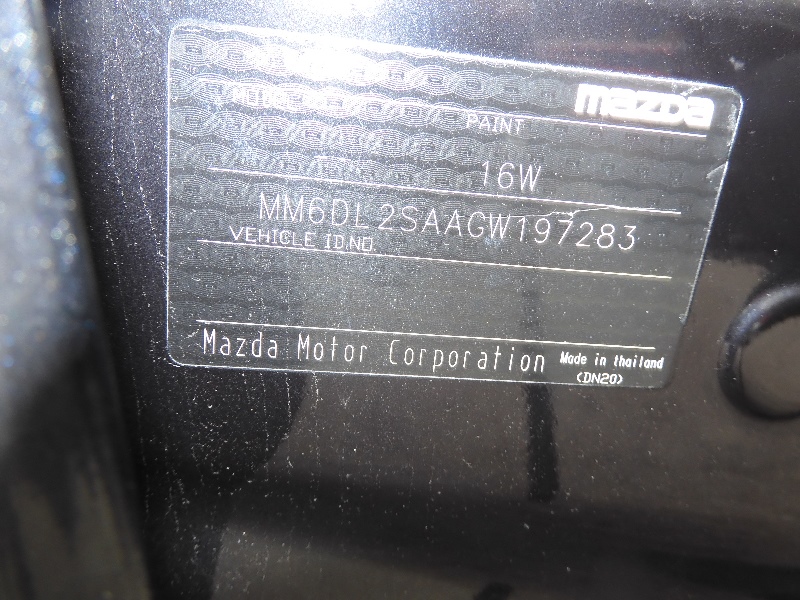 mazda
PAINT
16W
MM6DL2SAAGW197283
VEHICLE ID.NO.
Mazda Motor Corporation Made in thailand
(DN20)